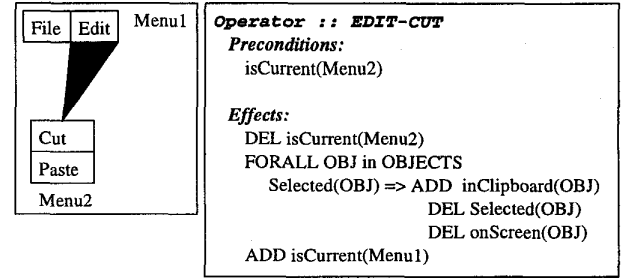 File Edit Menu1
Cut
Paste
Menu2
Operator :: EDIT-CUT
Preconditions:
isCurrent(Menu2)
Effects:
DEL isCurrent(Menu2)
FORALL OBJ in OBJECTS
Selected(OBJ) => ADD inClipboard(OBJ)
DEL Selected(OBJ)
DEL onScreen(OBJ)
ADD isCurrent(Menu1)